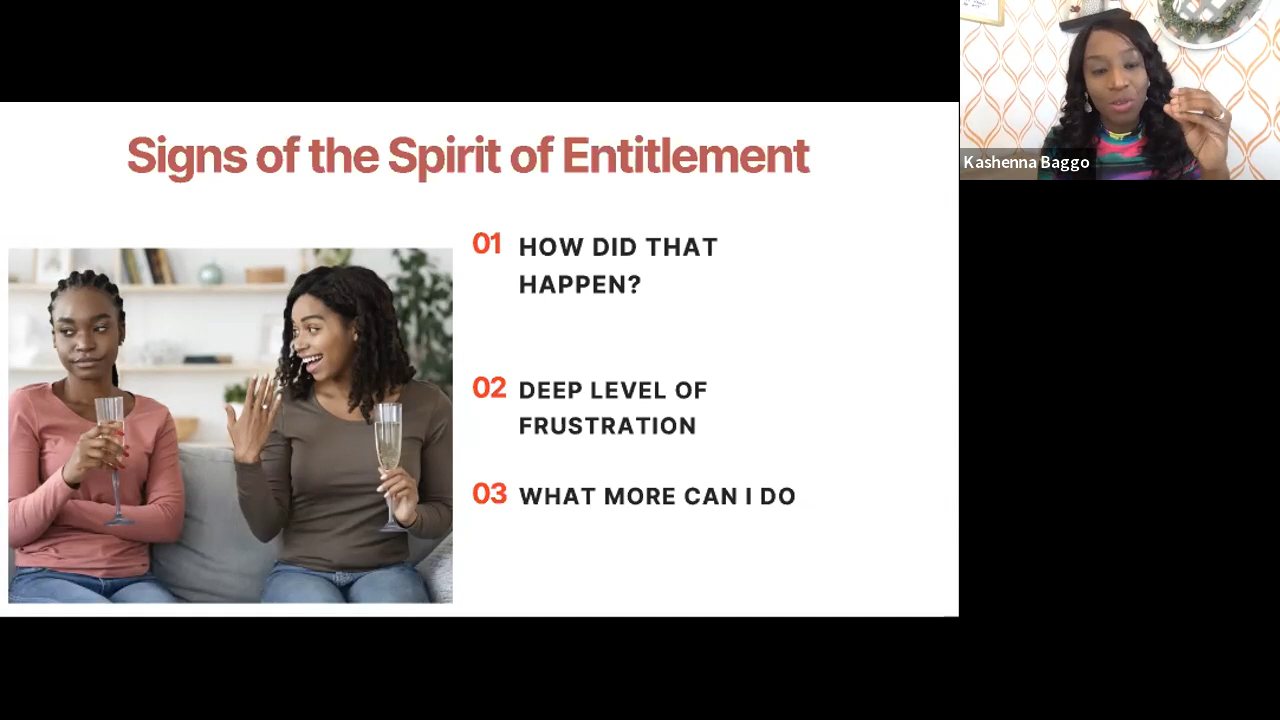 Signs of the Spirit of Entitlement
01 HOW DID THAT
HAPPEN?
02 DEEP LEVEL OF
FRUSTRATION
03 WHAT MORE CAN I DO
Kashenna Baggo